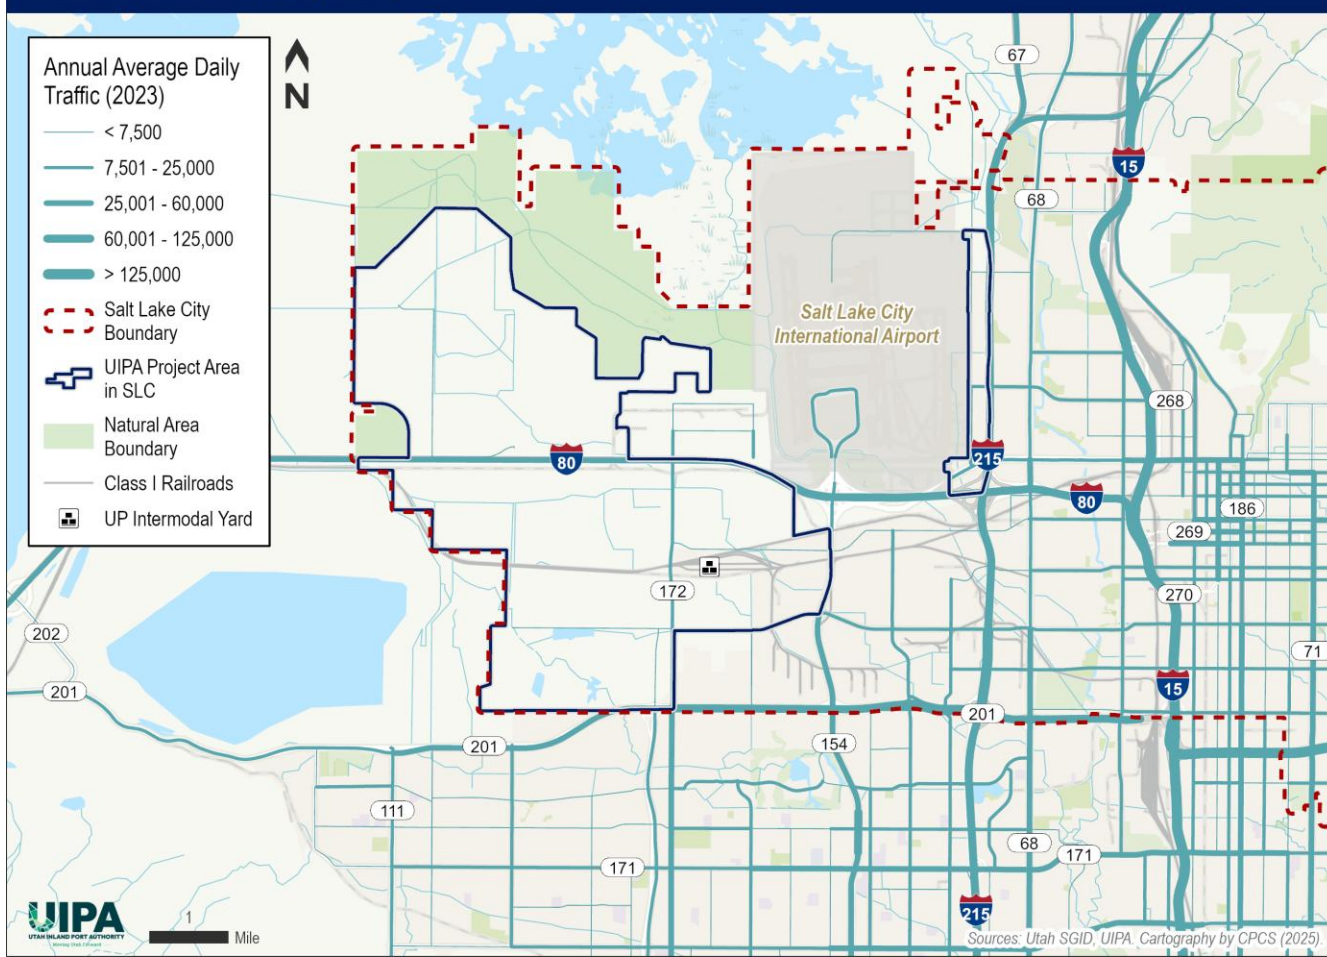 Annual Average Daily
Traffic (2023)
< 7,500
7,501 - 25,000
25,001 - 60,000
60,001 - 125,000
> 125,000
Salt Lake City
Boundary
UIPA Project Area
in SLC
Natural Area
Boundary
Class I Railroads
UP Intermodal Yard
N
67
15
68
Salt Lake City
International Airport
268
80
215
80
186
269
172
270
202
71
201
15
201
201
154
111
68
171
171
215
UIPA
UTAH INLAND PORT AUTHORITY
Moving Utah Forward
1
Mile
Sources: Utah SGID, UIPA. Cartography by CPCS (2025).